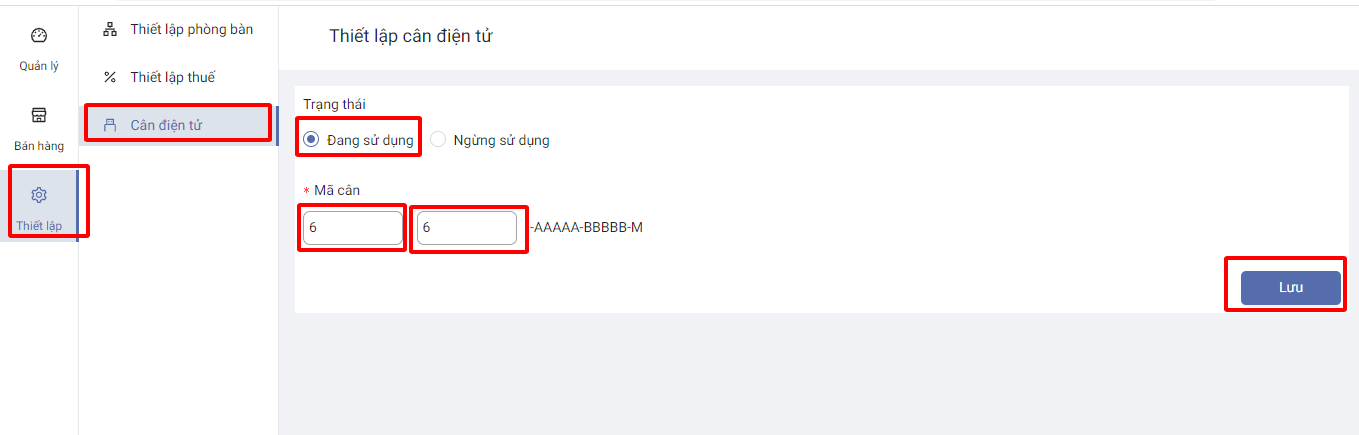 Quản lý
Bán hàng
Thiết lập
Thiết lập phòng bàn
Thiết lập thuế
Cân điện tử
Thiết lập cân điện tử
Trạng thái
Đang sử dụng Ngừng sử dụng
* Mã cân
6 6 -AAAAA-BBBBB-M
Lưu